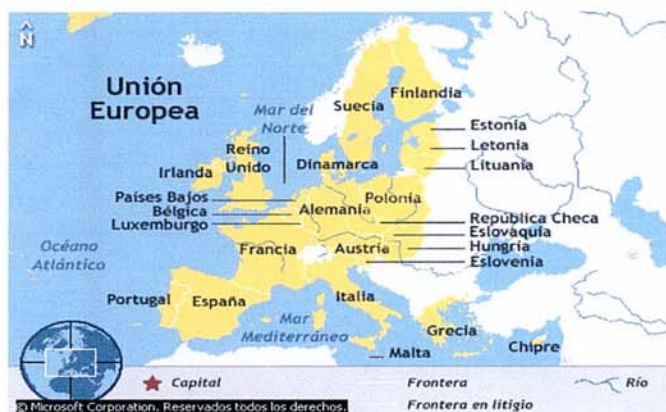 N
Unión
Europea
Mar del
Norte
Suecia
Finlandia
Estonia
Letonia
Lituania
Reino
Unido
Irlanda
Dinamarca
Países Bajos
Bélgica
Luxemburgo
Alemania
Polonia
República Checa
Eslovaquia
Hungría
Eslovenia
Océano
Atlántico
Francia
Austria
Portugal
España
Italia
Mar
Mediterráneo
Grecia
Malta
Chipre
Capital
Frontera
Río
Frontera en litigio
© Microsoft Corporation. Reservados todos los derechos.